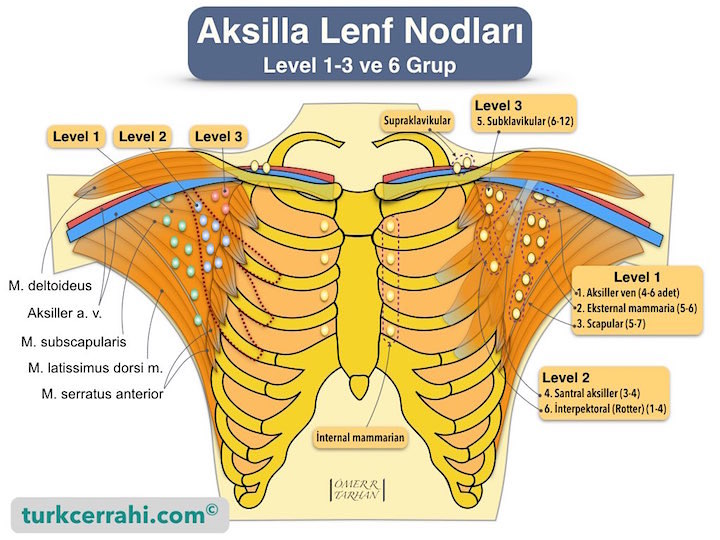 Aksilla Lenf Nodları
Level 1-3 ve 6 Grup
Level 1
Level 2
Level 3
Supraklavikular
Level 3
5. Subklavikular (6-12)
M. deltoideus
Aksiller a. v.
M. subscapularis
M. latissimus dorsi m.
M. serratus anterior
Level 1
1. Aksiller ven (4-6 adet)
2. Eksternal mammaria (5-6)
3. Scapular (5-7)
Level 2
4. Santral aksiller (3-4)
6. İnterpektoral (Rotter) (1-4)
İnternal mammarian
ÖMER R.
TARHAN
turkcerrahi.com©